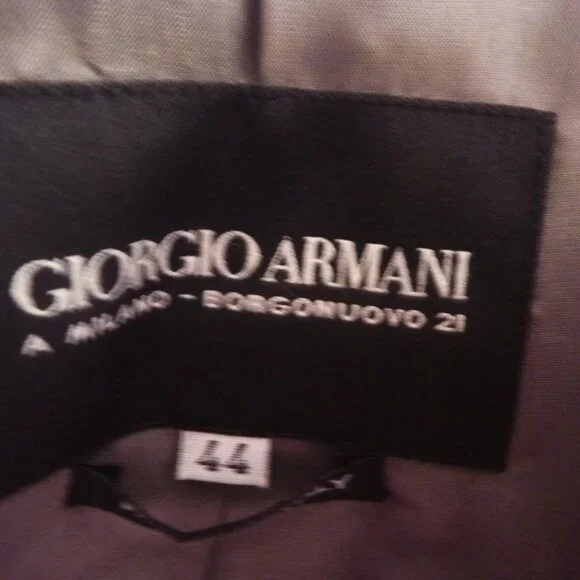 GIORGIO ARMANI
A MILANO - BORGONUOVO 21
44